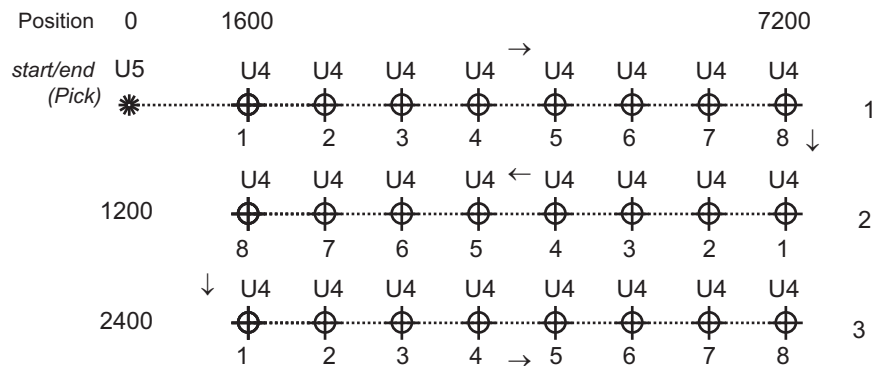 Position 0 1600 7200
→
start/end U5 U4 U4 U4 U4 U4 U4 U4 U4
(Pick)
1
1 2 3 4 5 6 7 8 ↓
U4 U4 U4 U4 ← U4 U4 U4 U4
1200 2
8 7 6 5 4 3 2 1
↓ U4 U4 U4 U4 U4 U4 U4 U4
2400 3
1 2 3 4 → 5 6 7 8